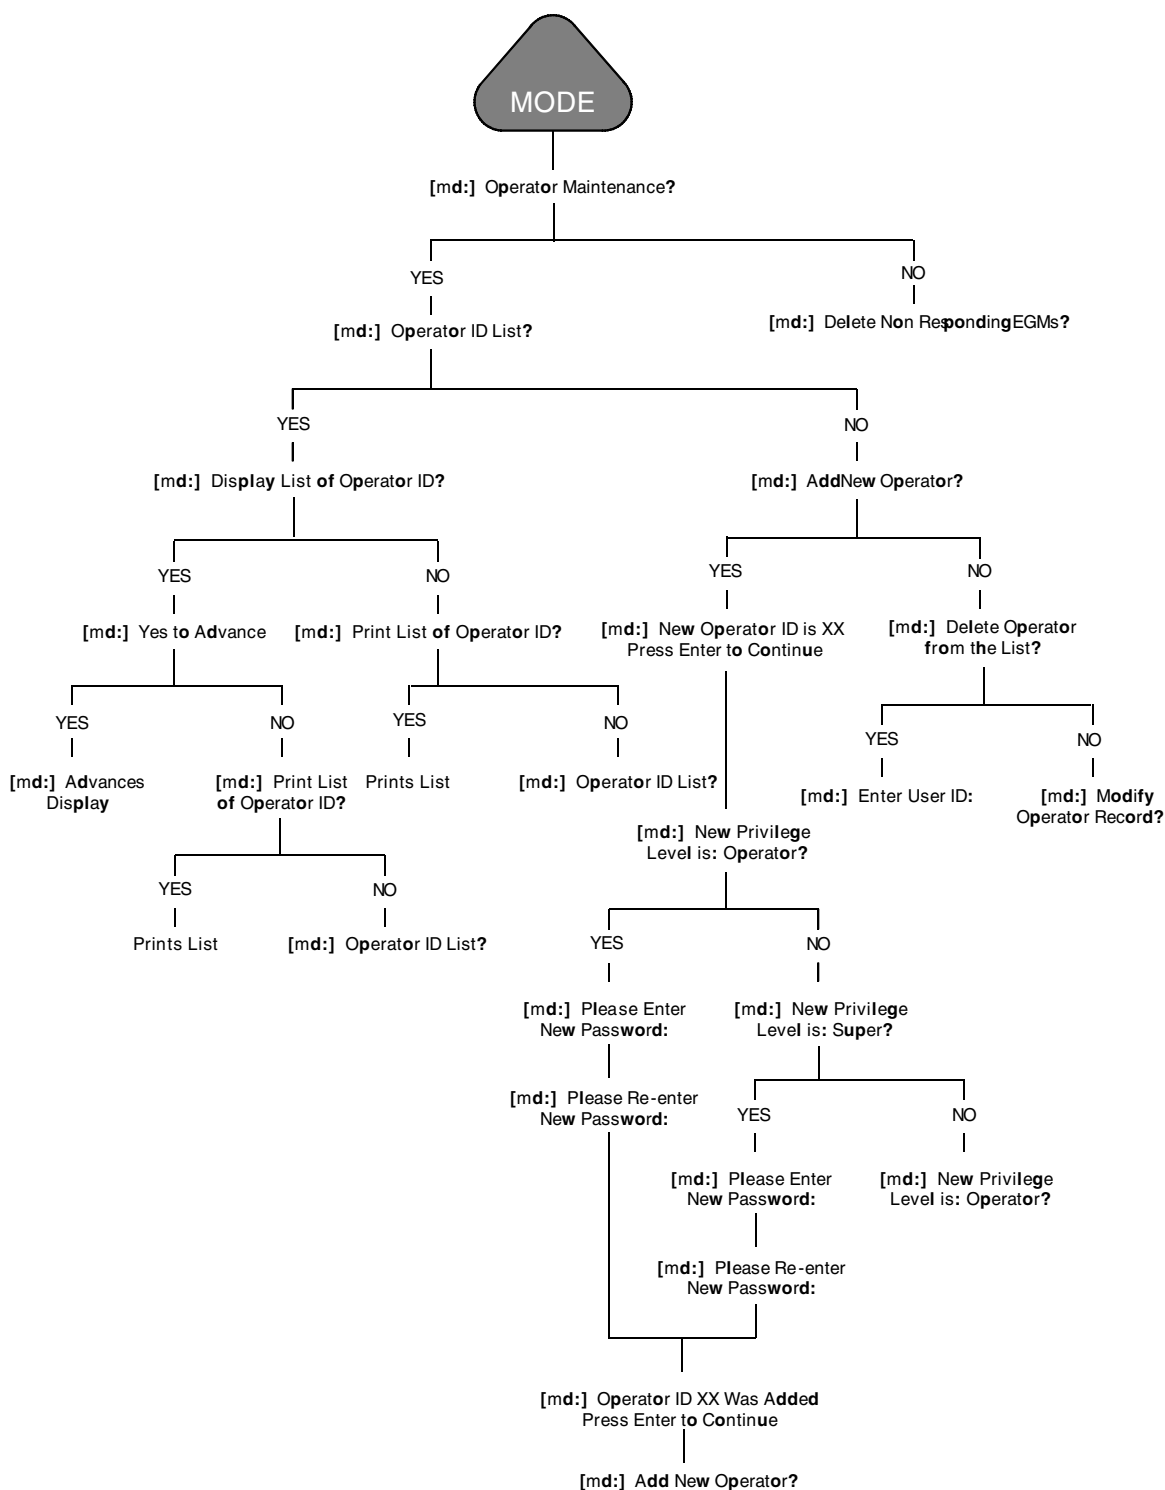 MODE
[md:] Operator Maintenance?
YES
NO
[md:] Operator ID List?
[md:] Delete Non RespondingEGMs?
YES
NO
[md:] Display List of Operator ID?
[md:] AddNew Operator?
YES
NO
YES
NO
[md:] Yes to Advance
[md:] Print List of Operator ID?
[md:] New Operator ID is XX
Press Enter to Continue
[md:] Delete Operator
from the List?
YES
NO
YES
NO
YES
NO
[md:] Advances
Display
[md:] Print List
of Operator ID?
Prints List
[md:] Operator ID List?
[md:] Enter User ID:
[md:] Modify
Operator Record?
[md:] New Privilege
Level is: Operator?
YES
NO
Prints List
[md:] Operator ID List?
YES
NO
[md:] Please Enter
New Password:
[md:] New Privilege
Level is: Super?
[md:] Please Re-enter
New Password:
YES
NO
[md:] Please Enter
New Password:
[md:] New Privilege
Level is: Operator?
[md:] Please Re-enter
New Password:
[md:] Operator ID XX Was Added
Press Enter to Continue
[md:] Add New Operator?